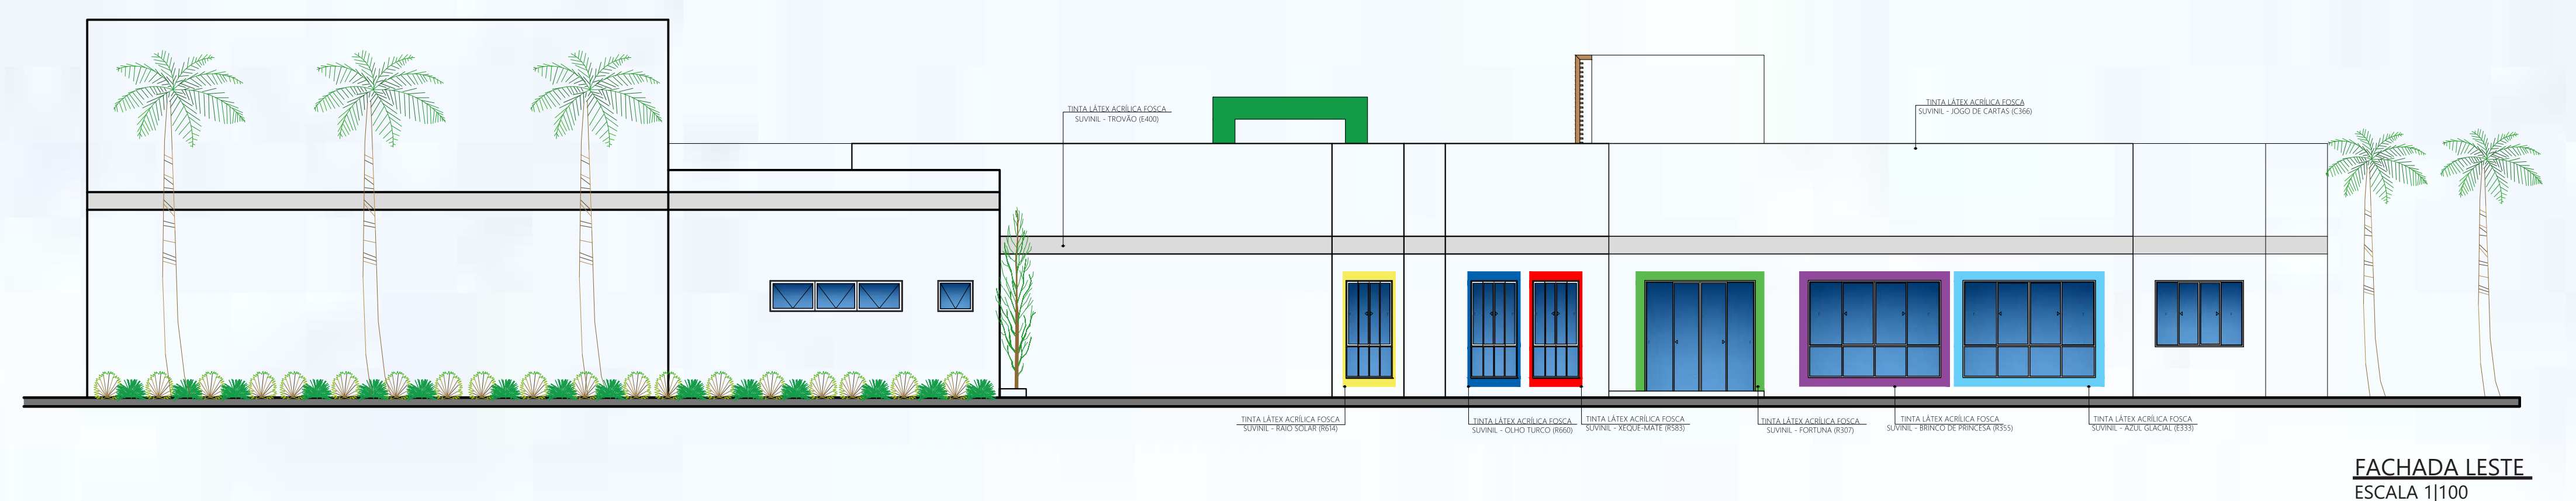 TINTA LÁTEX ACRÍLICA FOSCA
SUVINIL - TROVÃO (E400)
TINTA LÁTEX ACRÍLICA FOSCA
SUVINIL - JOGO DE CARTAS (C366)
TINTA LÁTEX ACRÍLICA FOSCA
SUVINIL - RAIO SOLAR (R614)
TINTA LÁTEX ACRÍLICA FOSCA
SUVINIL - OLHO TURCO (R660)
TINTA LÁTEX ACRÍLICA FOSCA
SUVINIL - XEQUE-MATE (R583)
TINTA LÁTEX ACRÍLICA FOSCA
SUVINIL - FORTUNA (R307)
TINTA LÁTEX ACRÍLICA FOSCA
SUVINIL - BRINCO DE PRINCESA (R355)
TINTA LÁTEX ACRÍLICA FOSCA
SUVINIL - AZUL GLACIAL (E333)
FACHADA LESTE
ESCALA 1|100